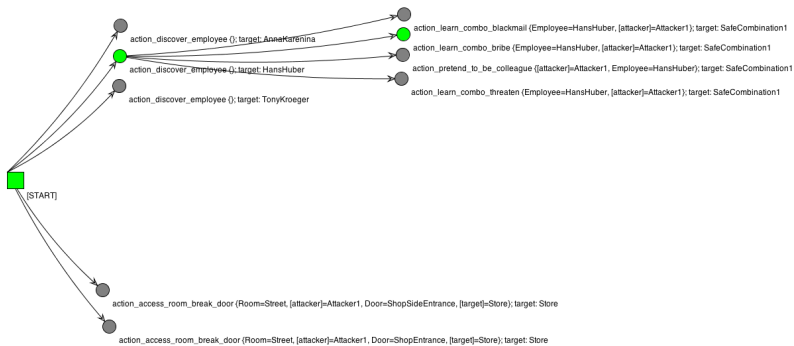 action_learn_combo_blackmail {Employee=HansHuber, [attacker]=Attacker1}; target: SafeCombination1
action_discover_employee {}; target: AnnaKarenina
action_learn_combo_bribe {Employee=HansHuber, [attacker]=Attacker1}; target: SafeCombination1
action_discover_employee {}; target: HansHuber
action_pretend_to_be_colleague {[attacker]=Attacker1, Employee=HansHuber}; target: SafeCombination1
action_learn_combo_threaten {Employee=HansHuber, [attacker]=Attacker1}; target: SafeCombination1
action_discover_employee {}; target: TonyKroeger
[START]
action_access_room_break_door {Room=Street, [attacker]=Attacker1, Door=ShopSideEntrance, [target]=Store}; target: Store
action_access_room_break_door {Room=Street, [attacker]=Attacker1, Door=ShopEntrance, [target]=Store}; target: Store